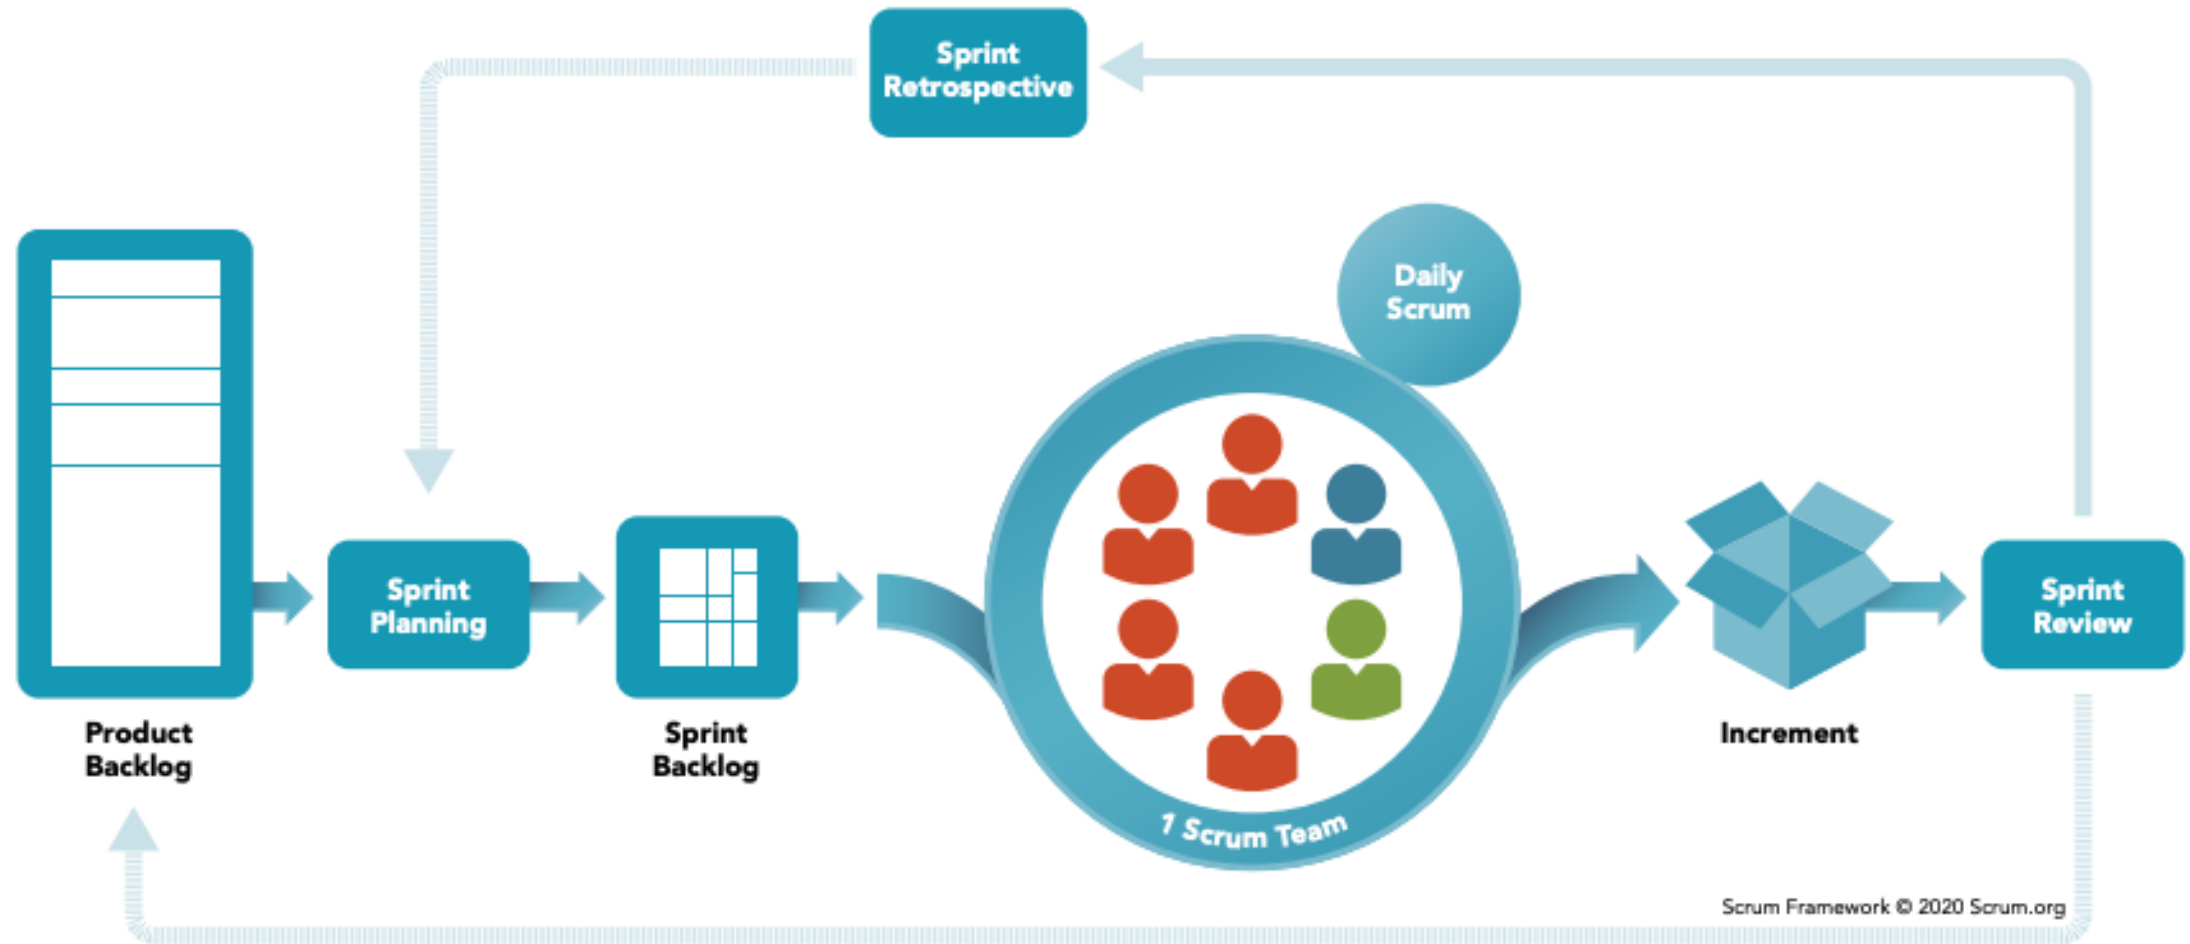 Sprint
Retrospective
Daily
Scrum
Sprint
Planning
Sprint
Review
Product
Backlog
Sprint
Backlog
Increment
1 Scrum Team
Scrum Framework © 2020 Scrum.org